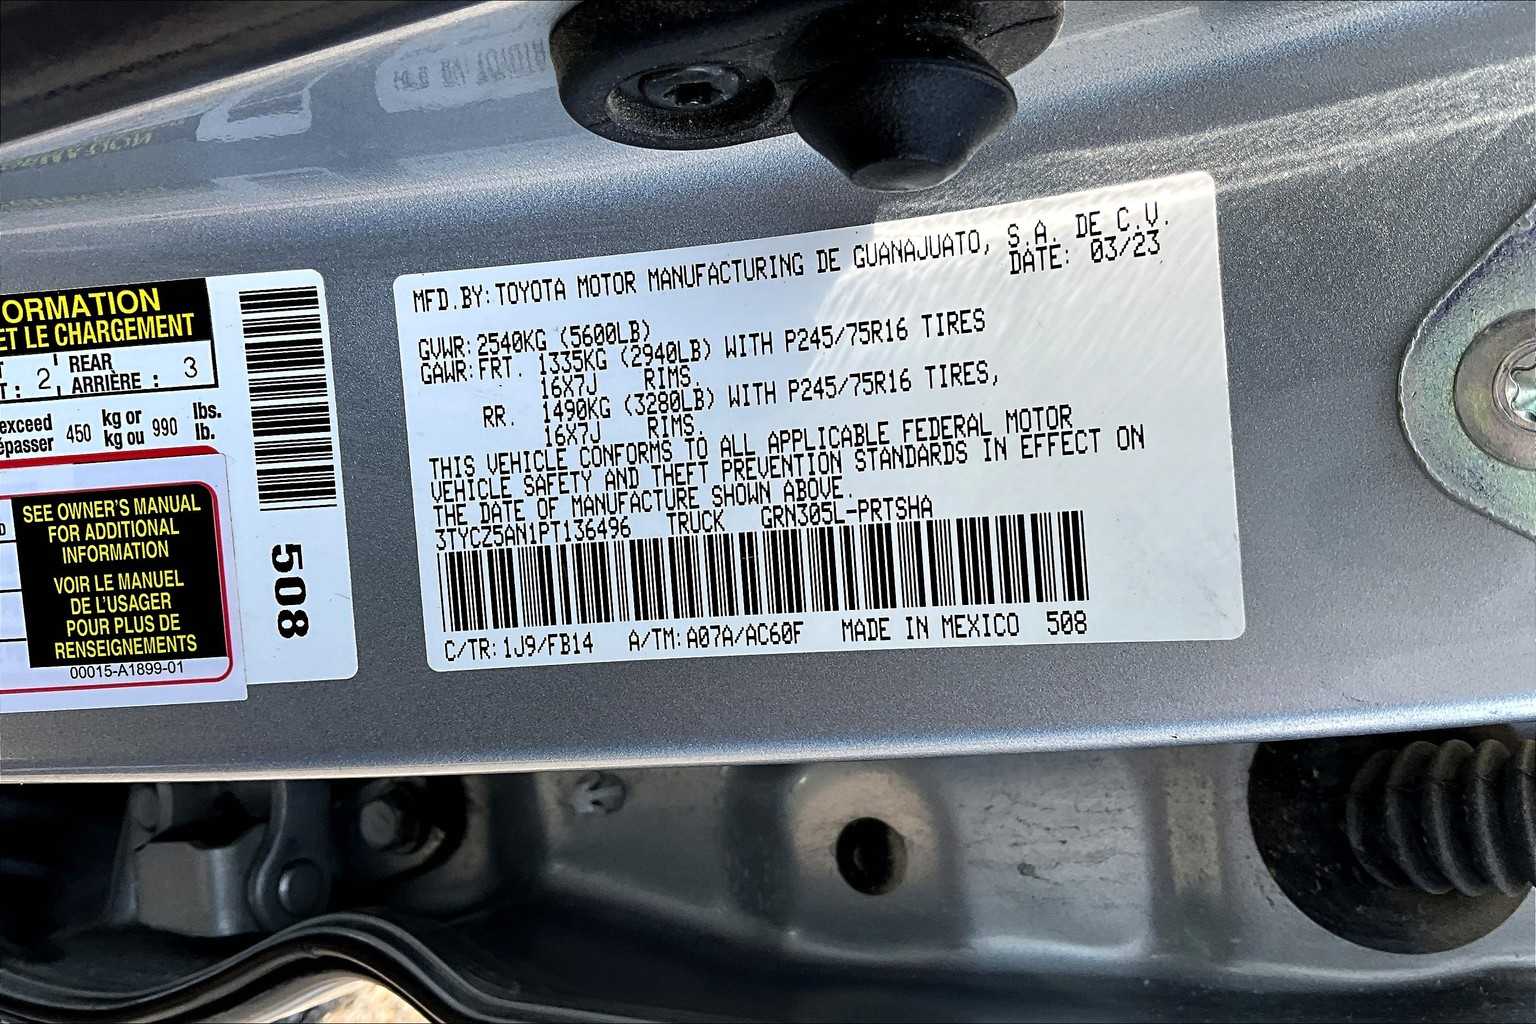 MFD.BY:TOYOTA MOTOR MANUFACTURING DE GUANAJUATO, S.A. DE C.V.
DATE: 03/23
GVWR:2540KG (5600LB)
GAWR:FRT. 1335KG (2940LB) WITH P245/75R16 TIRES
16X7J RIMS.
RR. 1490KG (3280LB) WITH P245/75R16 TIRES,
16X7J RIMS.
THIS VEHICLE CONFORMS TO ALL APPLICABLE FEDERAL MOTOR
VEHICLE SAFETY AND THEFT PREVENTION STANDARDS IN EFFECT ON
THE DATE OF MANUFACTURE SHOWN ABOVE.
3TYCZ5AN1PT136496 TRUCK GRN305L-PRTSHA
C/TR:1J9/FB14 A/TM:A07A/AC60F MADE IN MEXICO 508
ORMATION
ET LE CHARGEMENT
REAR
: 2 ARRIÈRE : 3
exceed 450 kg or 990 lbs.
épasser kg ou lb.
SEE OWNER'S MANUAL
FOR ADDITIONAL
INFORMATION
VOIR LE MANUEL
DE L'USAGER
POUR PLUS DE
RENSEIGNEMENTS
00015-A1899-01
508